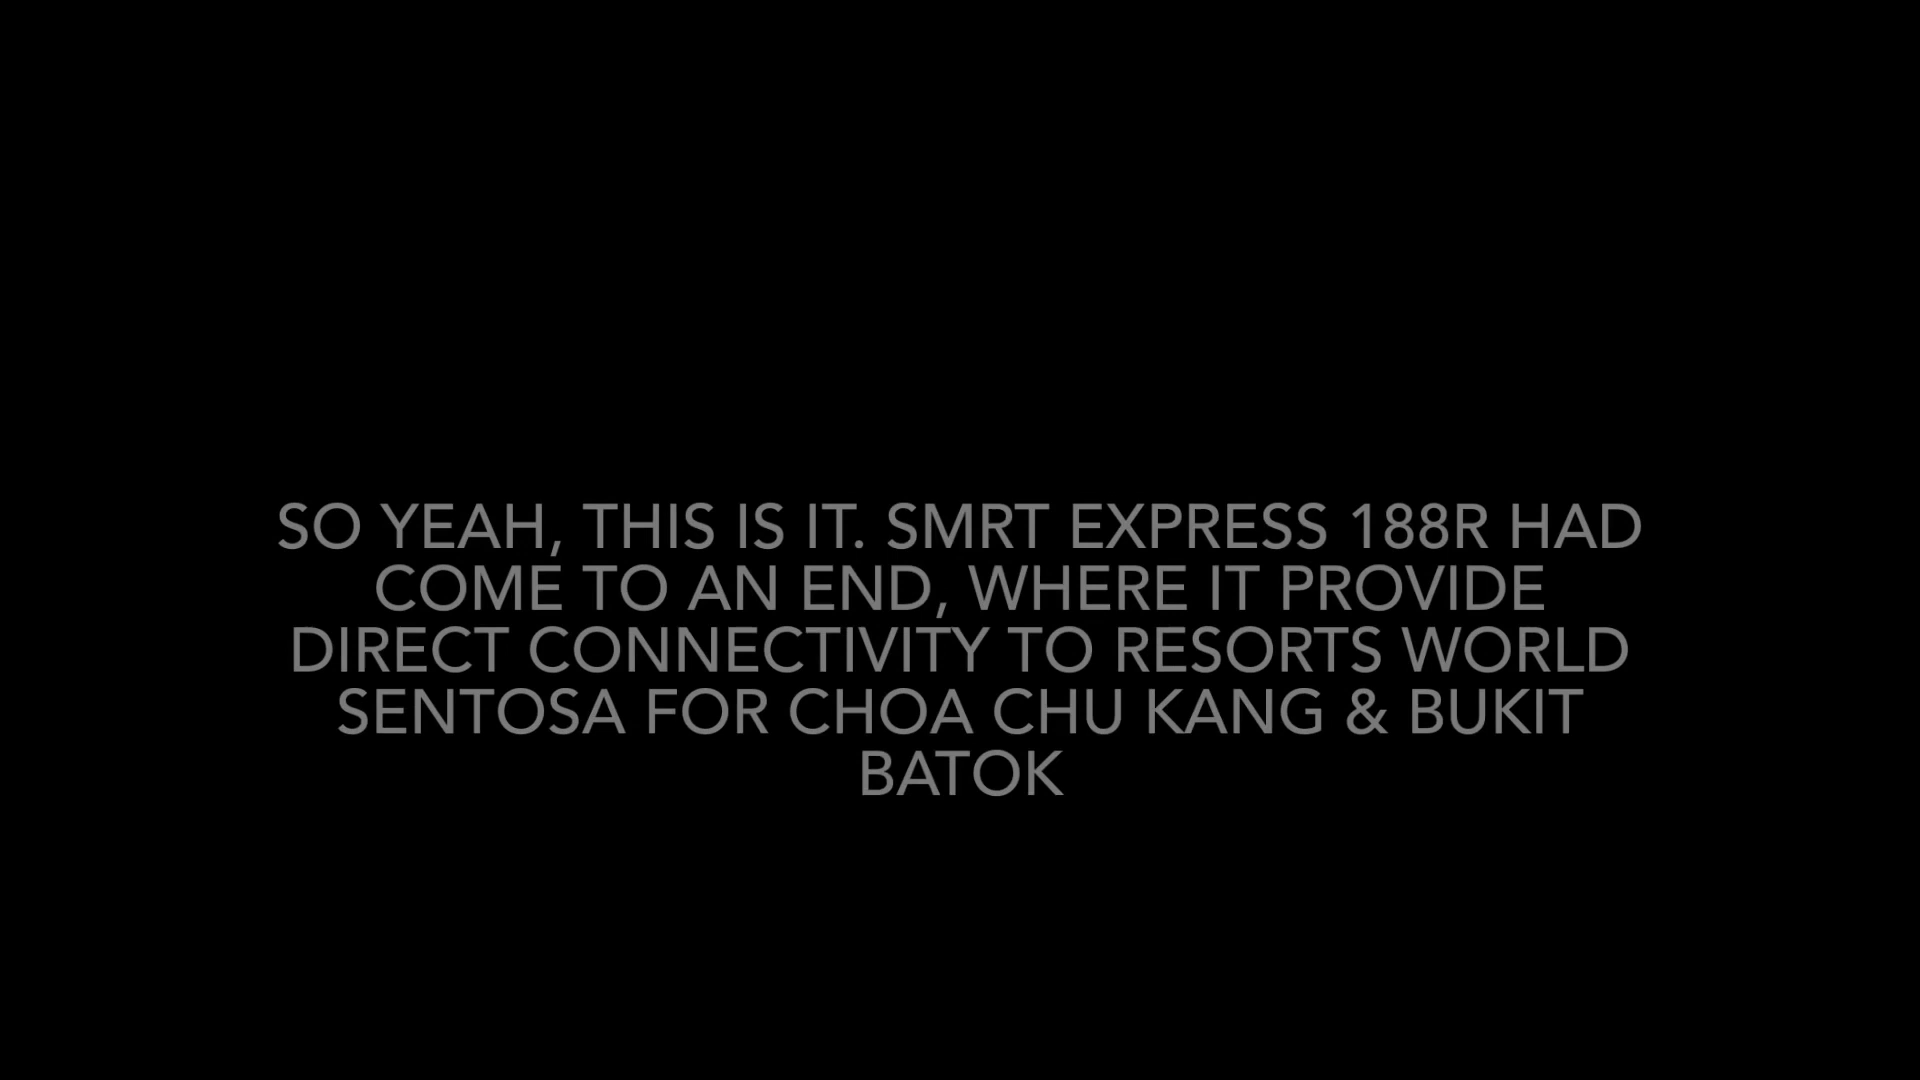 SO YEAH, THIS IS IT. SMRT EXPRESS 188R HAD
COME TO AN END, WHERE IT PROVIDE
DIRECT CONNECTIVITY TO RESORTS WORLD
SENTOSA FOR CHOA CHU KANG & BUKIT
BATOK